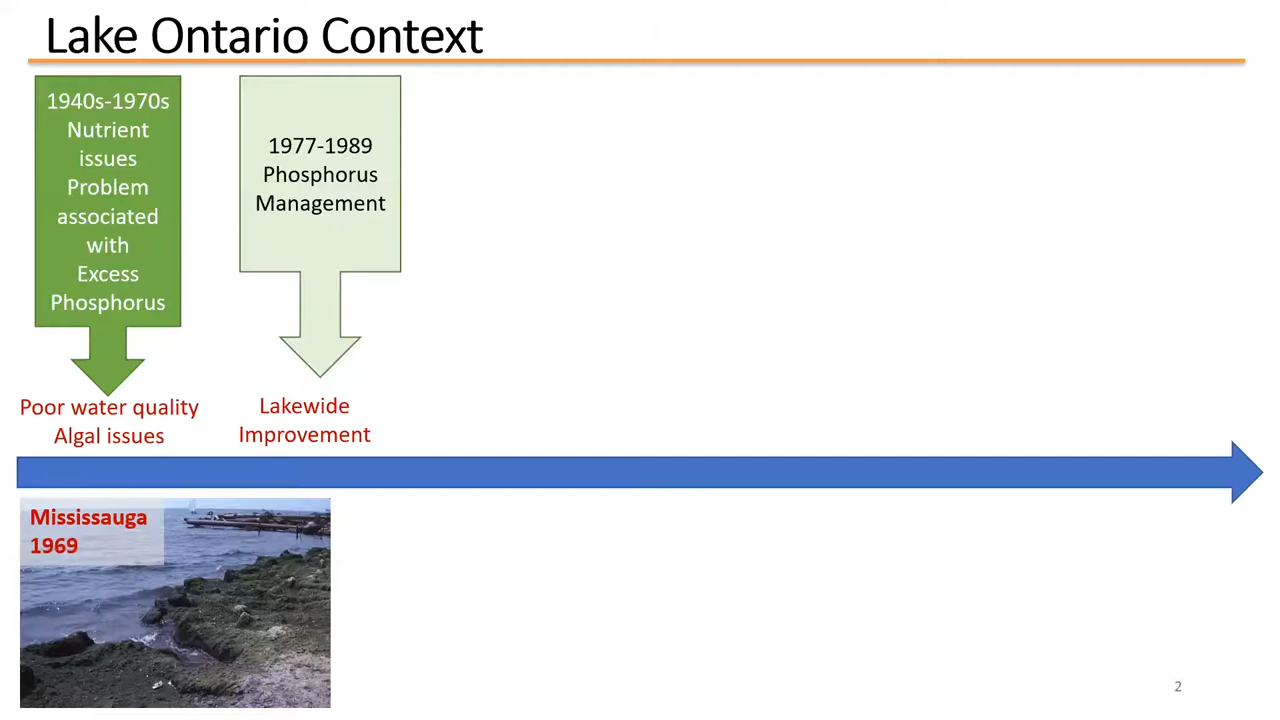 Lake Ontario Context
1940s-1970s
Nutrient
issues
Problem
associated
with
Excess
Phosphorus
1977-1989
Phosphorus
Management
Poor water quality
Algal issues
Lakewide
Improvement
Mississauga
1969
2